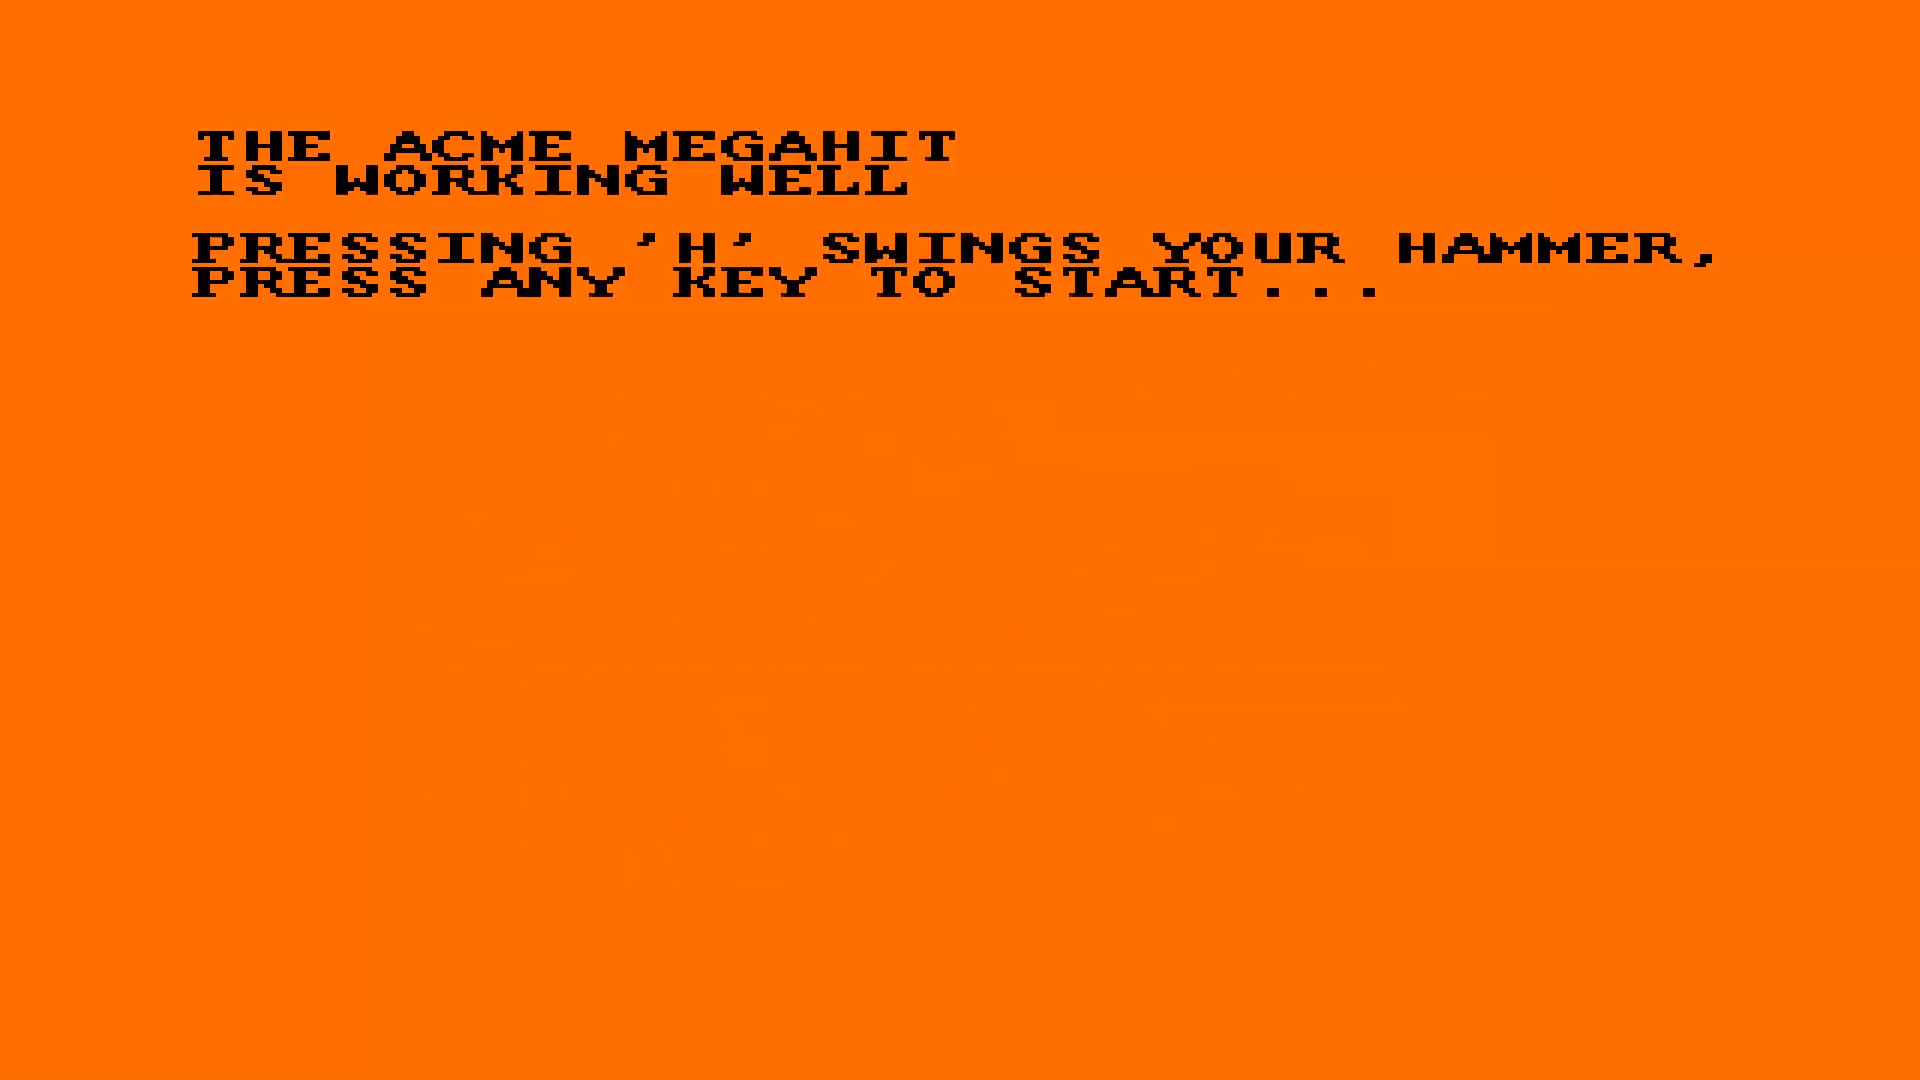 THE ACME MEGAHIT
IS WORKING WELL
PRESSING 'H' SWINGS YOUR HAMMER,
PRESS ANY KEY TO START...